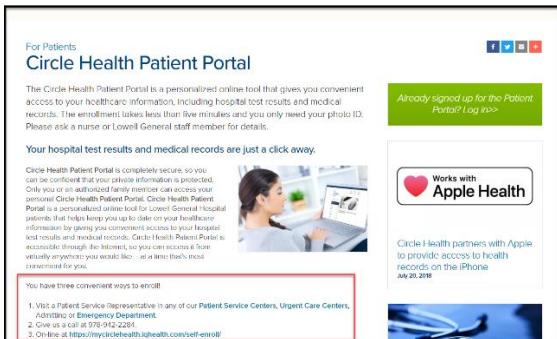 For Patients
Circle Health Patient Portal
The Circle Health Patient Portal is a personalized online tool that gives you convenient
access to your healthcare information, including hospital test results and medical
records. The enrollment takes less than five minutes and you only need your photo ID.
Please ask a nurse or Lowell General staff member for details.
Your hospital test results and medical records are just a click away.
Circle Health Patient Portal is completely secure, so you
can be confident that your private information is protected.
Only you or an authorized family member can access your
personal Circle Health Patient Portal. Circle Health Patient
Portal is a personalized online tool for Lowell General Hospital
patients that helps keep you up to date on your healthcare
information by giving you convenient access to your hospital
test results and medical records. Circle Health Patient Portal is
accessible through the Internet, so you can access it from
virtually anywhere you would like – at a time that's most
convenient for you.
You have three convenient ways to enroll!
1. Visit a Patient Service Representative in any of our Patient Service Centers, Urgent Care Centers,
Admitting or Emergency Department.
2. Give us a call at 978-942-2284.
3. On-line at https://mycirclehealth.iqhealth.com/self-enroll/
Already signed up for the Patient
Portal? Log in>>
Works with
Apple Health
Circle Health partners with Apple
to provide access to health
records on the iPhone
July 20, 2018